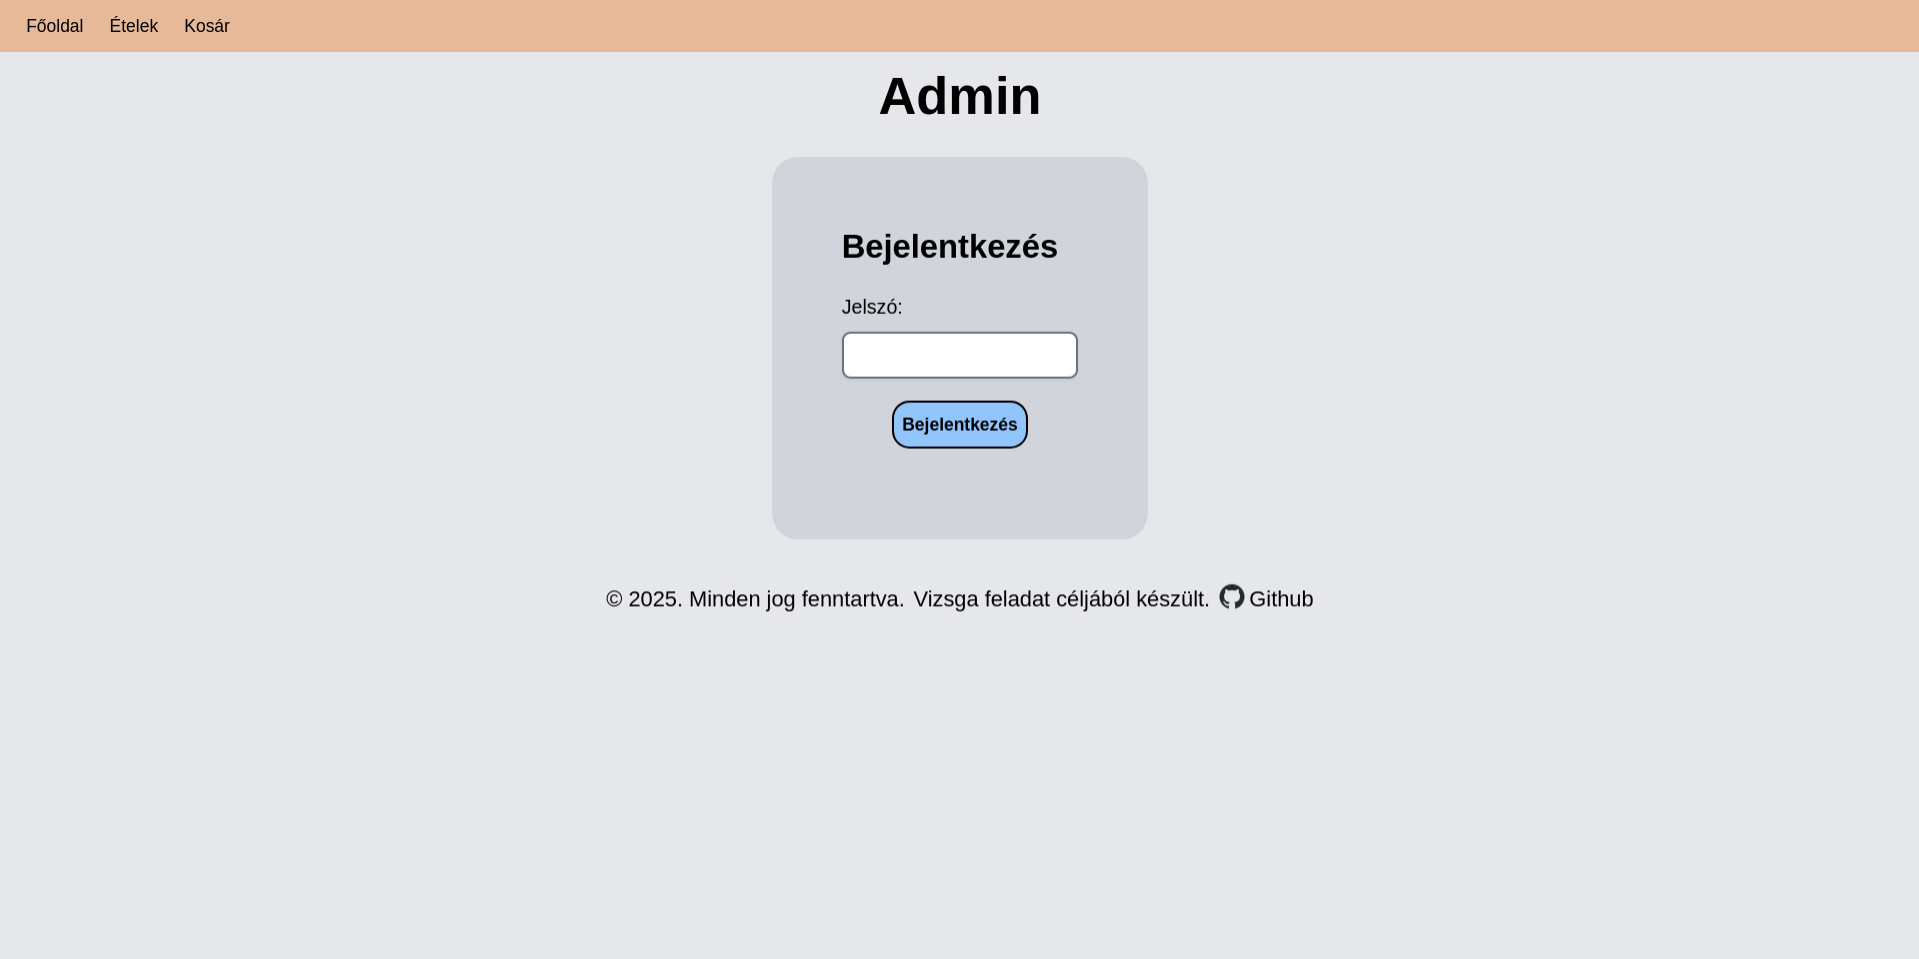 Főoldal Ételek Kosár
Admin
Bejelentkezés
Jelszó:
Bejelentkezés
© 2025. Minden jog fenntartva. Vizsga feladat céljából készült. Github